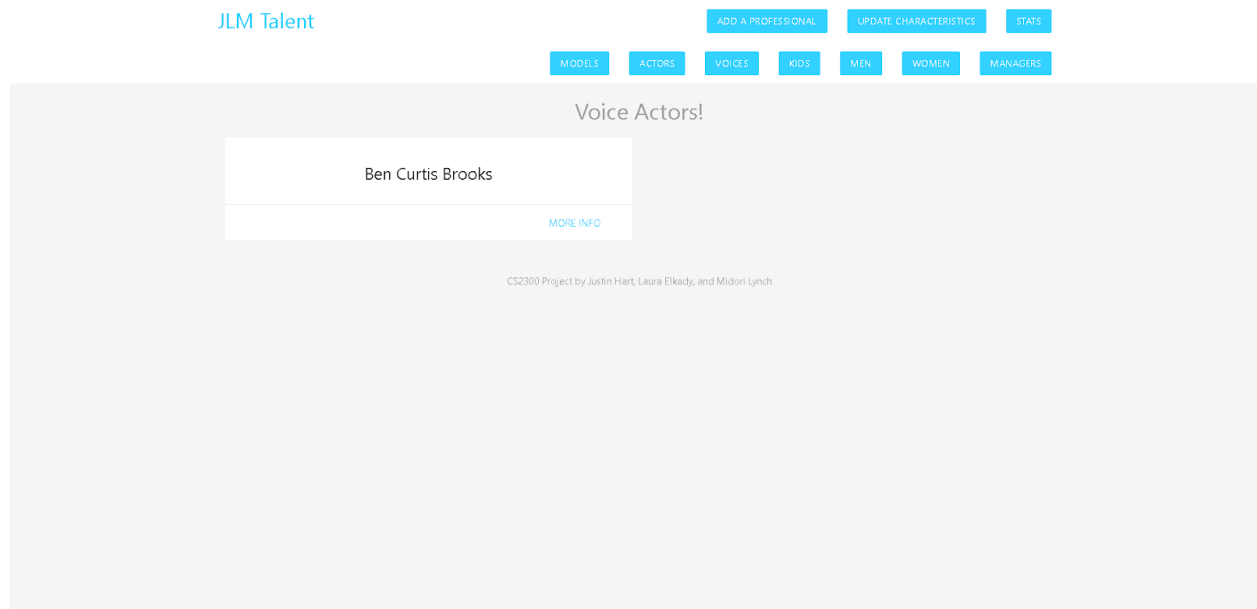 JLM Talent
ADD A PROFESSIONAL UPDATE CHARACTERISTICS STATS
MODELS ACTORS VOICES KIDS MEN WOMEN MANAGERS
Voice Actors!
Ben Curtis Brooks
MORE INFO
CS2300 Project by Justin Hart, Laura Elkady, and Midori Lynch